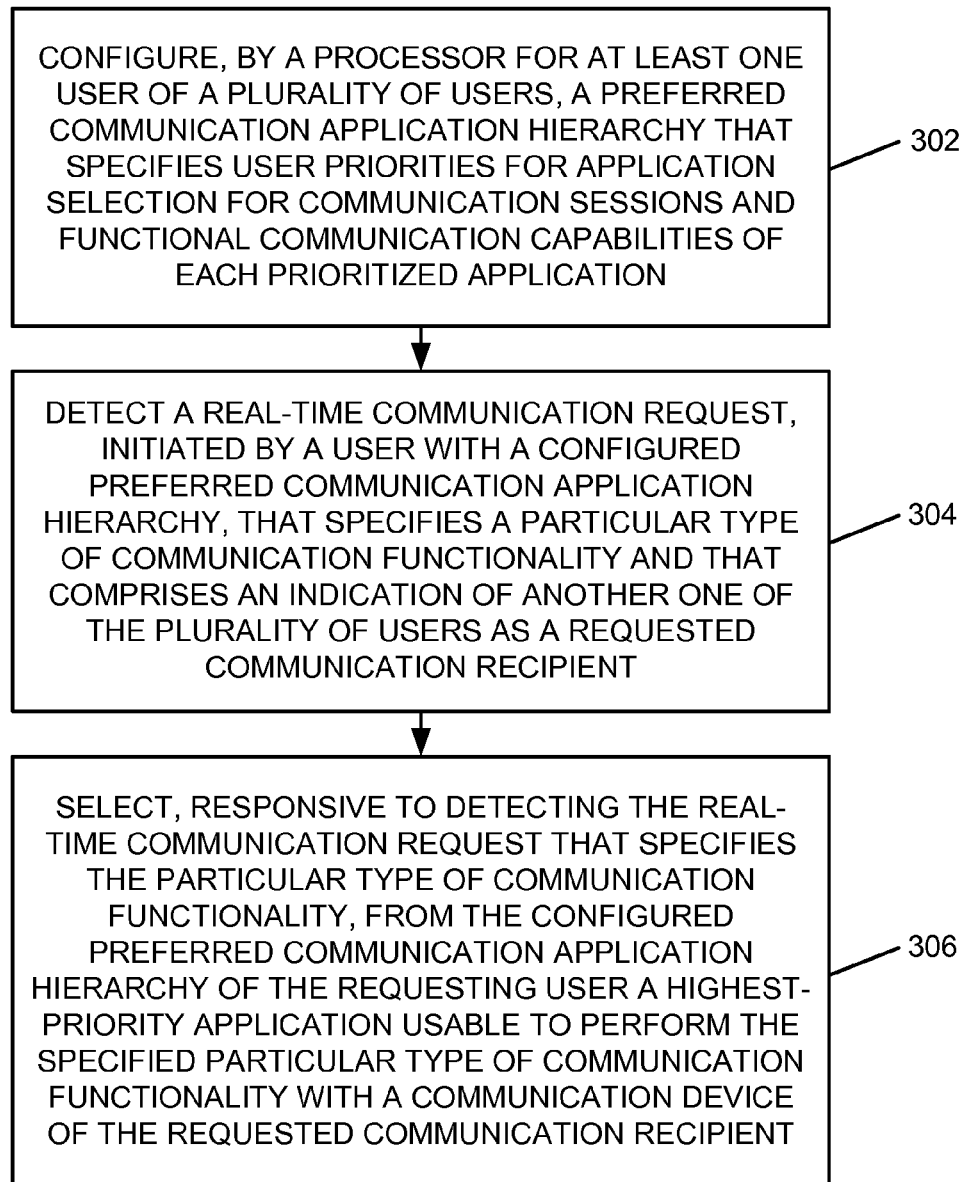 CONFIGURE, BY A PROCESSOR FOR AT LEAST ONE
USER OF A PLURALITY OF USERS, A PREFERRED
COMMUNICATION APPLICATION HIERARCHY THAT
SPECIFIES USER PRIORITIES FOR APPLICATION
SELECTION FOR COMMUNICATION SESSIONS AND
FUNCTIONAL COMMUNICATION CAPABILITIES OF
EACH PRIORITIZED APPLICATION
302
DETECT A REAL-TIME COMMUNICATION REQUEST,
INITIATED BY A USER WITH A CONFIGURED
PREFERRED COMMUNICATION APPLICATION
HIERARCHY, THAT SPECIFIES A PARTICULAR TYPE
OF COMMUNICATION FUNCTIONALITY AND THAT
COMPRISES AN INDICATION OF ANOTHER ONE OF
THE PLURALITY OF USERS AS A REQUESTED
COMMUNICATION RECIPIENT
304
SELECT, RESPONSIVE TO DETECTING THE REAL-
TIME COMMUNICATION REQUEST THAT SPECIFIES
THE PARTICULAR TYPE OF COMMUNICATION
FUNCTIONALITY, FROM THE CONFIGURED
PREFERRED COMMUNICATION APPLICATION
HIERARCHY OF THE REQUESTING USER A HIGHEST-
PRIORITY APPLICATION USABLE TO PERFORM THE
SPECIFIED PARTICULAR TYPE OF COMMUNICATION
FUNCTIONALITY WITH A COMMUNICATION DEVICE
OF THE REQUESTED COMMUNICATION RECIPIENT
306